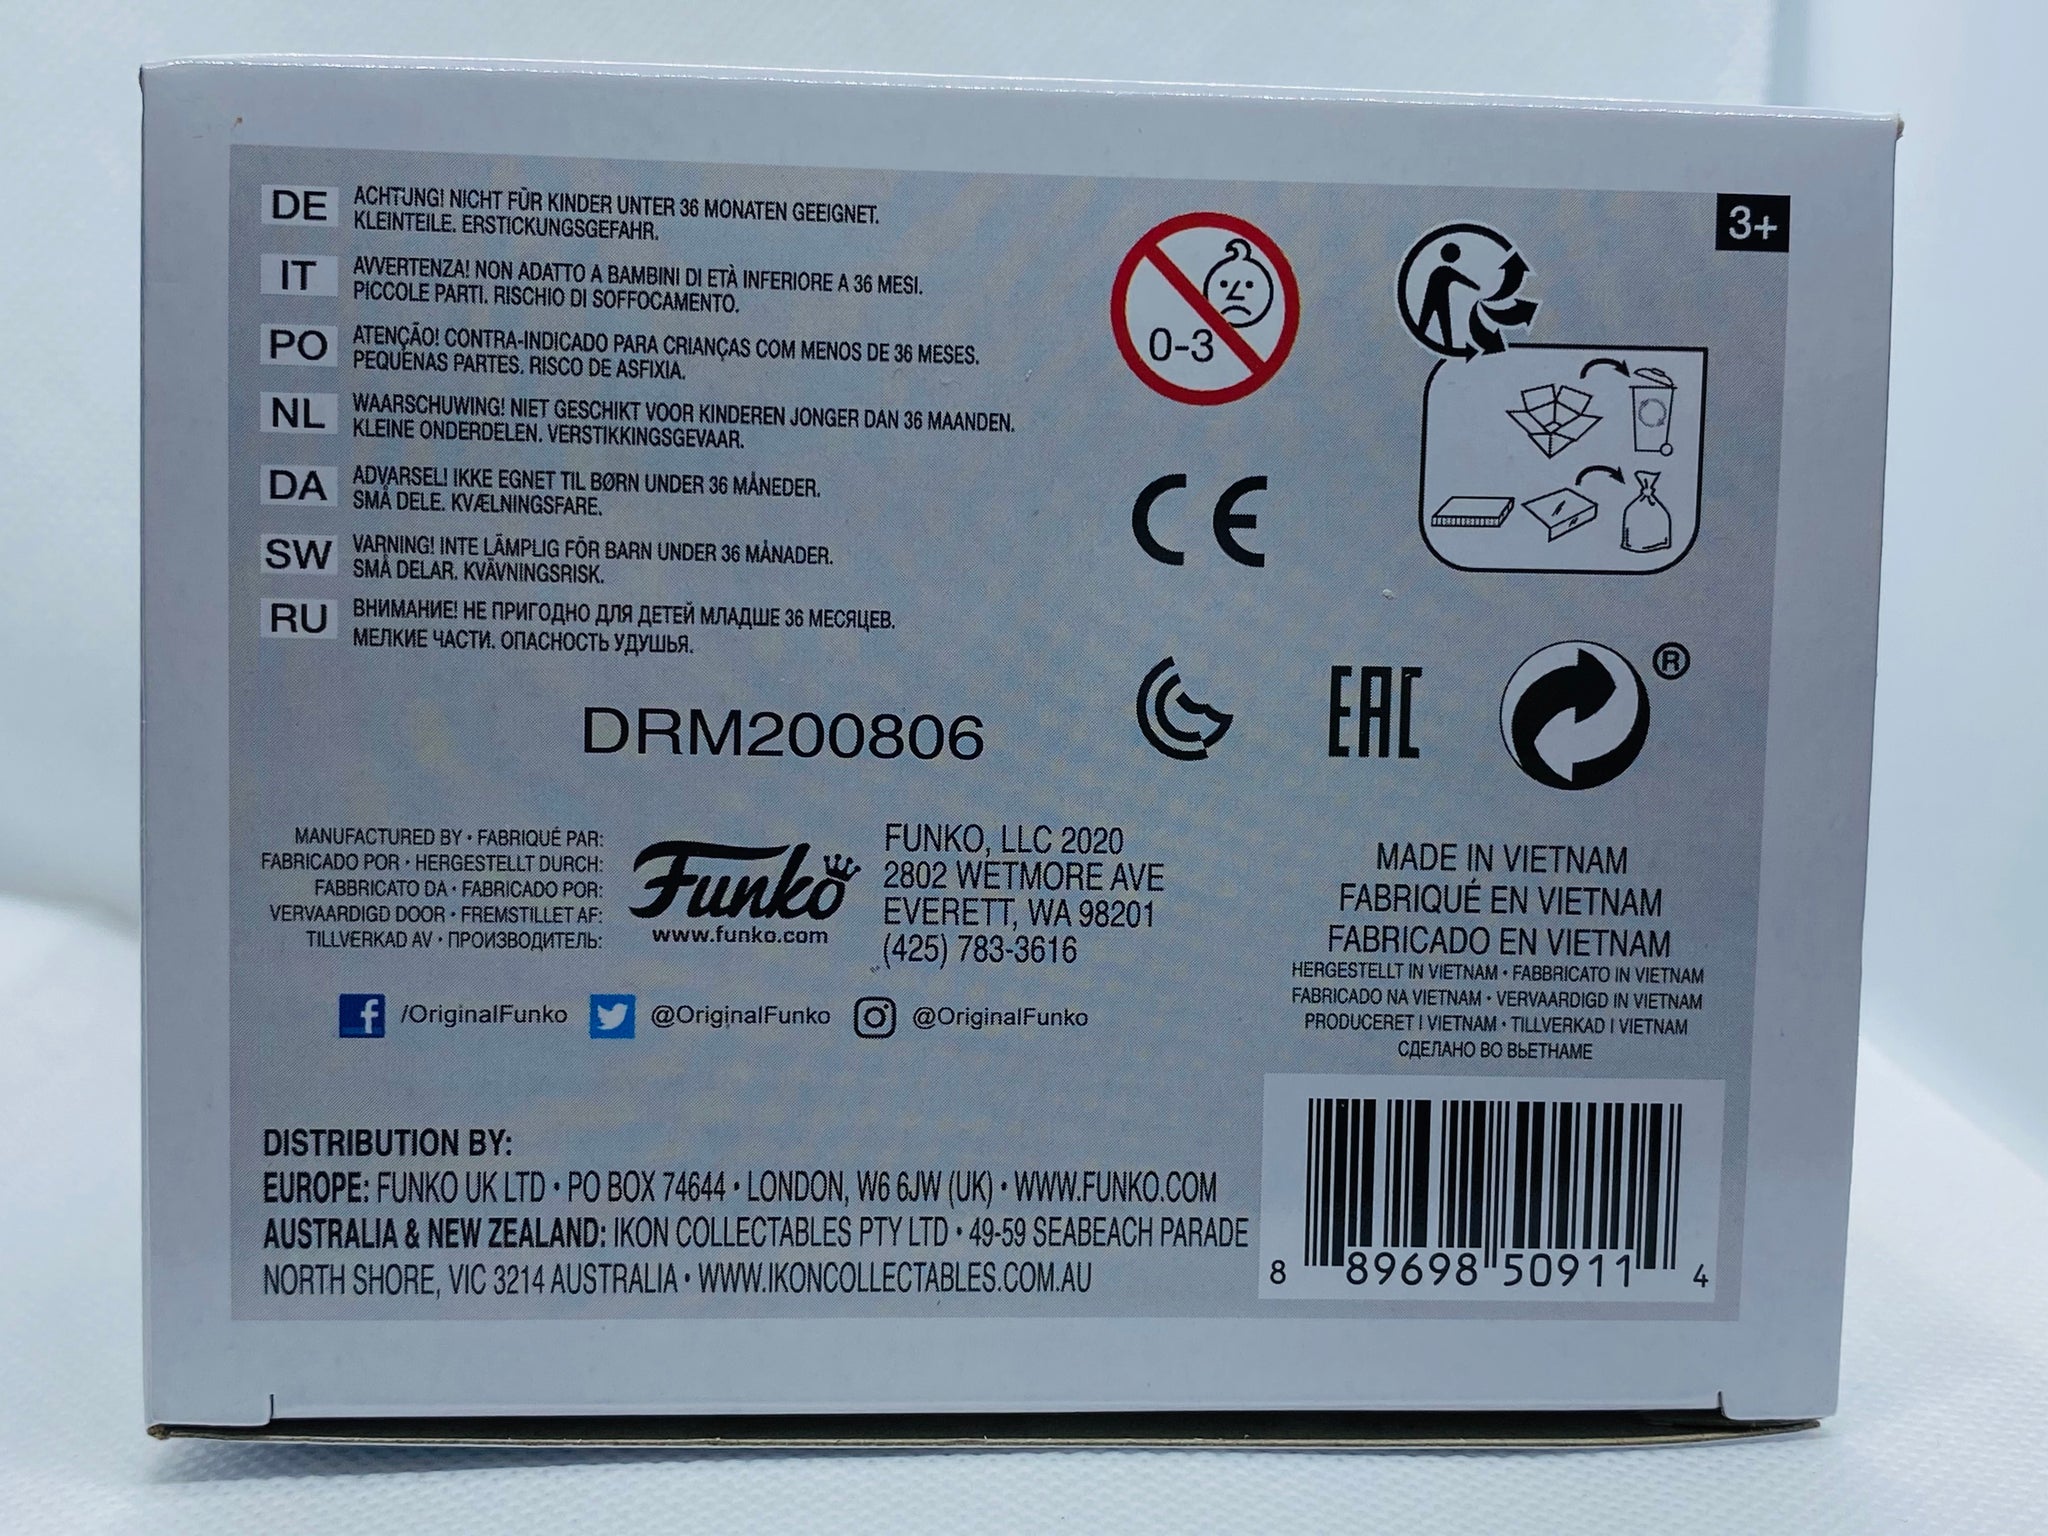 DE ACHTUNG! NICHT FÜR KINDER UNTER 36 MONATEN GEEIGNET.
KLEINTEILE. ERSTICKUNGSGEFAHR.
IT AVVERTENZA! NON ADATTO A BAMBINI DI ETÀ INFERIORE A 36 MESI.
PICCOLE PARTI. RISCHIO DI SOFFOCAMENTO.
PO ATENÇÃO! CONTRA-INDICADO PARA CRIANÇAS COM MENOS DE 36 MESES.
PEQUENAS PARTES. RISCO DE ASFIXIA.
NL WAARSCHUWING! NIET GESCHIKT VOOR KINDEREN JONGER DAN 36 MAANDEN.
KLEINE ONDERDELEN. VERSTIKKINGSGEVAAR.
DA ADVARSEL! IKKE EGNET TIL BØRN UNDER 36 MÅNEDER.
SMÅ DELE. KVÆLNINGSFARE.
SW VARNING! INTE LÄMPLIG FÖR BARN UNDER 36 MÅNADER.
SMÅ DELAR. KVÄVNINGSRISK.
RU ВНИМАНИЕ! НЕ ПРИГОДНО ДЛЯ ДЕТЕЙ МЛАДШЕ 36 МЕСЯЦЕВ.
МЕЛКИЕ ЧАСТИ. ОПАСНОСТЬ УДУШЬЯ.
0-3
3+
CE
DRM200806
EAC
®
MANUFACTURED BY • FABRIQUÉ PAR:
FABRICADO POR • HERGESTELLT DURCH:
FABBRICATO DA • FABRICADO POR:
VERVAARDIGD DOOR • FREMSTILLET AF:
TILLVERKAD AV • ПРОИЗВОДИТЕЛЬ:
Funko
www.funko.com
FUNKO, LLC 2020
2802 WETMORE AVE
EVERETT, WA 98201
(425) 783-3616
MADE IN VIETNAM
FABRIQUÉ EN VIETNAM
FABRICADO EN VIETNAM
HERGESTELLT IN VIETNAM • FABBRICATO IN VIETNAM
FABRICADO NA VIETNAM • VERVAARDIGD IN VIETNAM
PRODUCERET I VIETNAM • TILLVERKAD I VIETNAM
СДЕЛАНО ВО ВЬЕТНАМЕ
f /OriginalFunko @OriginalFunko @OriginalFunko
DISTRIBUTION BY:
EUROPE: FUNKO UK LTD • PO BOX 74644 • LONDON, W6 6JW (UK) • WWW.FUNKO.COM
AUSTRALIA & NEW ZEALAND: IKON COLLECTABLES PTY LTD • 49-59 SEABEACH PARADE
NORTH SHORE, VIC 3214 AUSTRALIA • WWW.IKONCOLLECTABLES.COM.AU
8 89698 50911 4